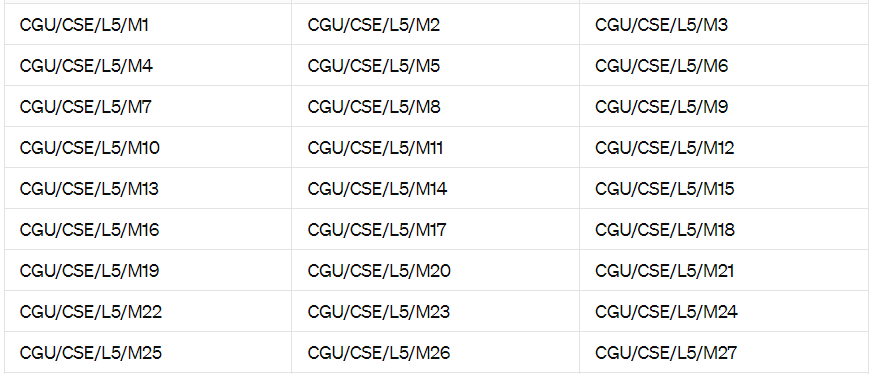 CGU/CSE/L5/M1 CGU/CSE/L5/M2 CGU/CSE/L5/M3
CGU/CSE/L5/M4 CGU/CSE/L5/M5 CGU/CSE/L5/M6
CGU/CSE/L5/M7 CGU/CSE/L5/M8 CGU/CSE/L5/M9
CGU/CSE/L5/M10 CGU/CSE/L5/M11 CGU/CSE/L5/M12
CGU/CSE/L5/M13 CGU/CSE/L5/M14 CGU/CSE/L5/M15
CGU/CSE/L5/M16 CGU/CSE/L5/M17 CGU/CSE/L5/M18
CGU/CSE/L5/M19 CGU/CSE/L5/M20 CGU/CSE/L5/M21
CGU/CSE/L5/M22 CGU/CSE/L5/M23 CGU/CSE/L5/M24
CGU/CSE/L5/M25 CGU/CSE/L5/M26 CGU/CSE/L5/M27